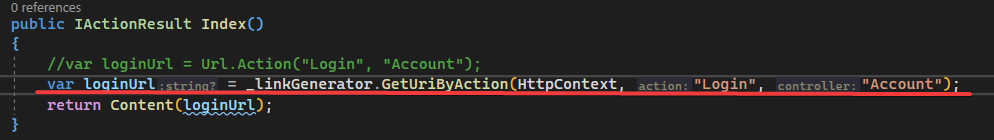 0 references
public IActionResult Index()
{
//var loginUrl = Url.Action("Login", "Account");
var loginUrl:string? = _linkGenerator.GetUriByAction(HttpContext, action:"Login", controller:"Account");
return Content(loginUrl);
}